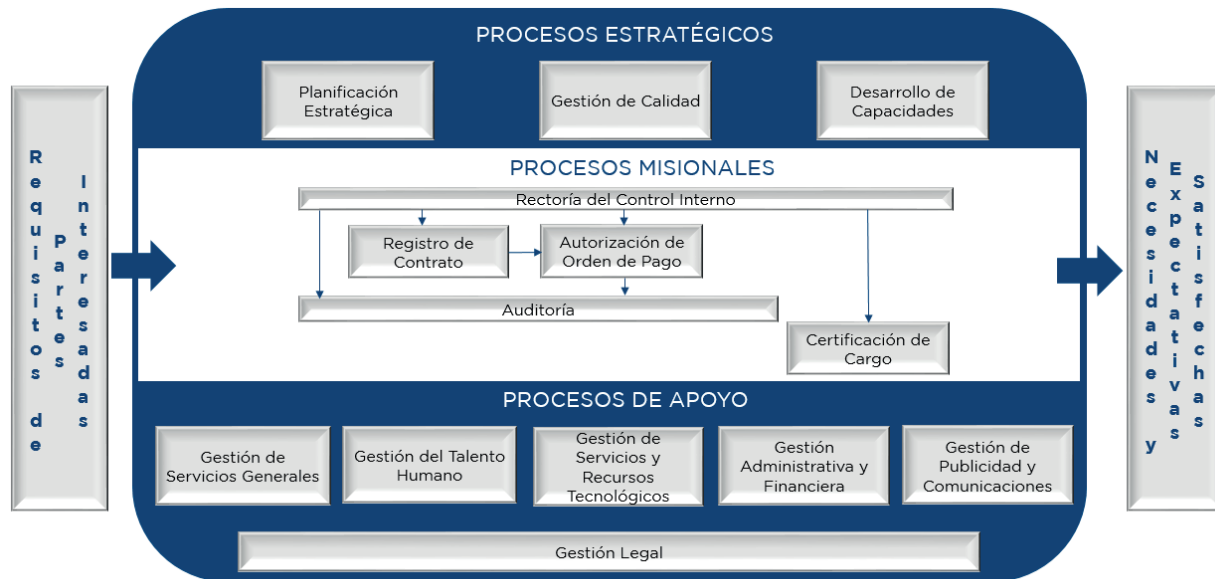 PROCESOS ESTRATÉGICOS
Planificación
Estratégica
Gestión de Calidad
Desarrollo de
Capacidades
Requisitos de
Partes
Interesadas
PROCESOS MISIONALES
Rectoría del Control Interno
Registro de
Contrato
Autorización de
Orden de Pago
Auditoría
Certificación de
Cargo
Necesidades y
Expectativas
Satisfechas
PROCESOS DE APOYO
Gestión de
Servicios Generales
Gestión del Talento
Humano
Gestión de
Servicios y
Recursos
Tecnológicos
Gestión
Administrativa y
Financiera
Gestión de
Publicidad y
Comunicaciones
Gestión Legal